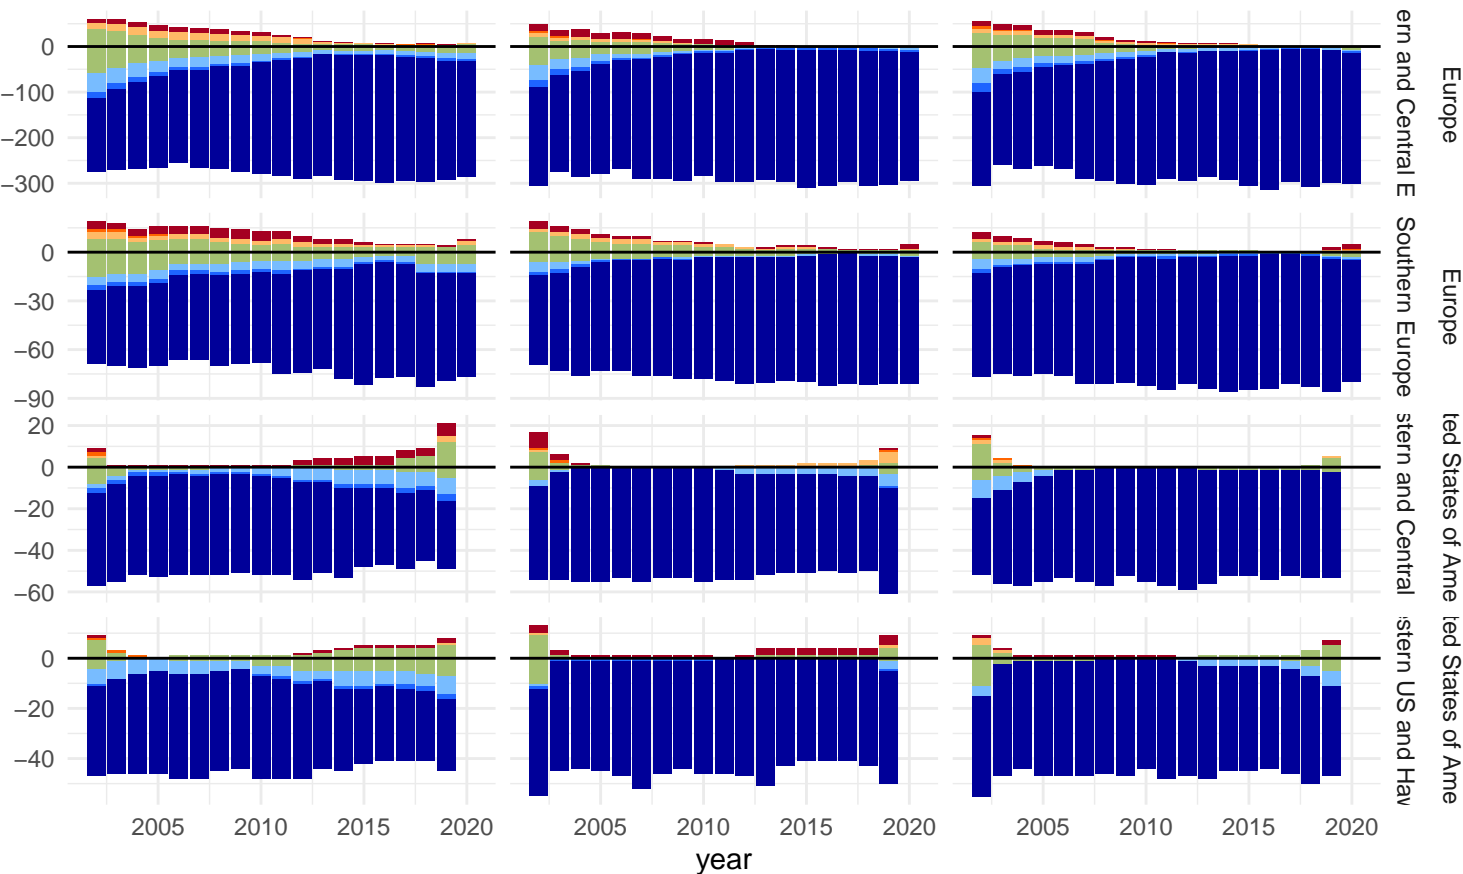 0
−100
−200
−300
ern and Central E
Europe
0
−30
−60
−90
Southern Europe
Europe
20
0
−20
−40
−60
stern and Central
ted States of Ame
0
−20
−40
stern US and Hav
ted States of Ame
2005 2010 2015 2020 2005 2010 2015 2020 2005 2010 2015 2020
year